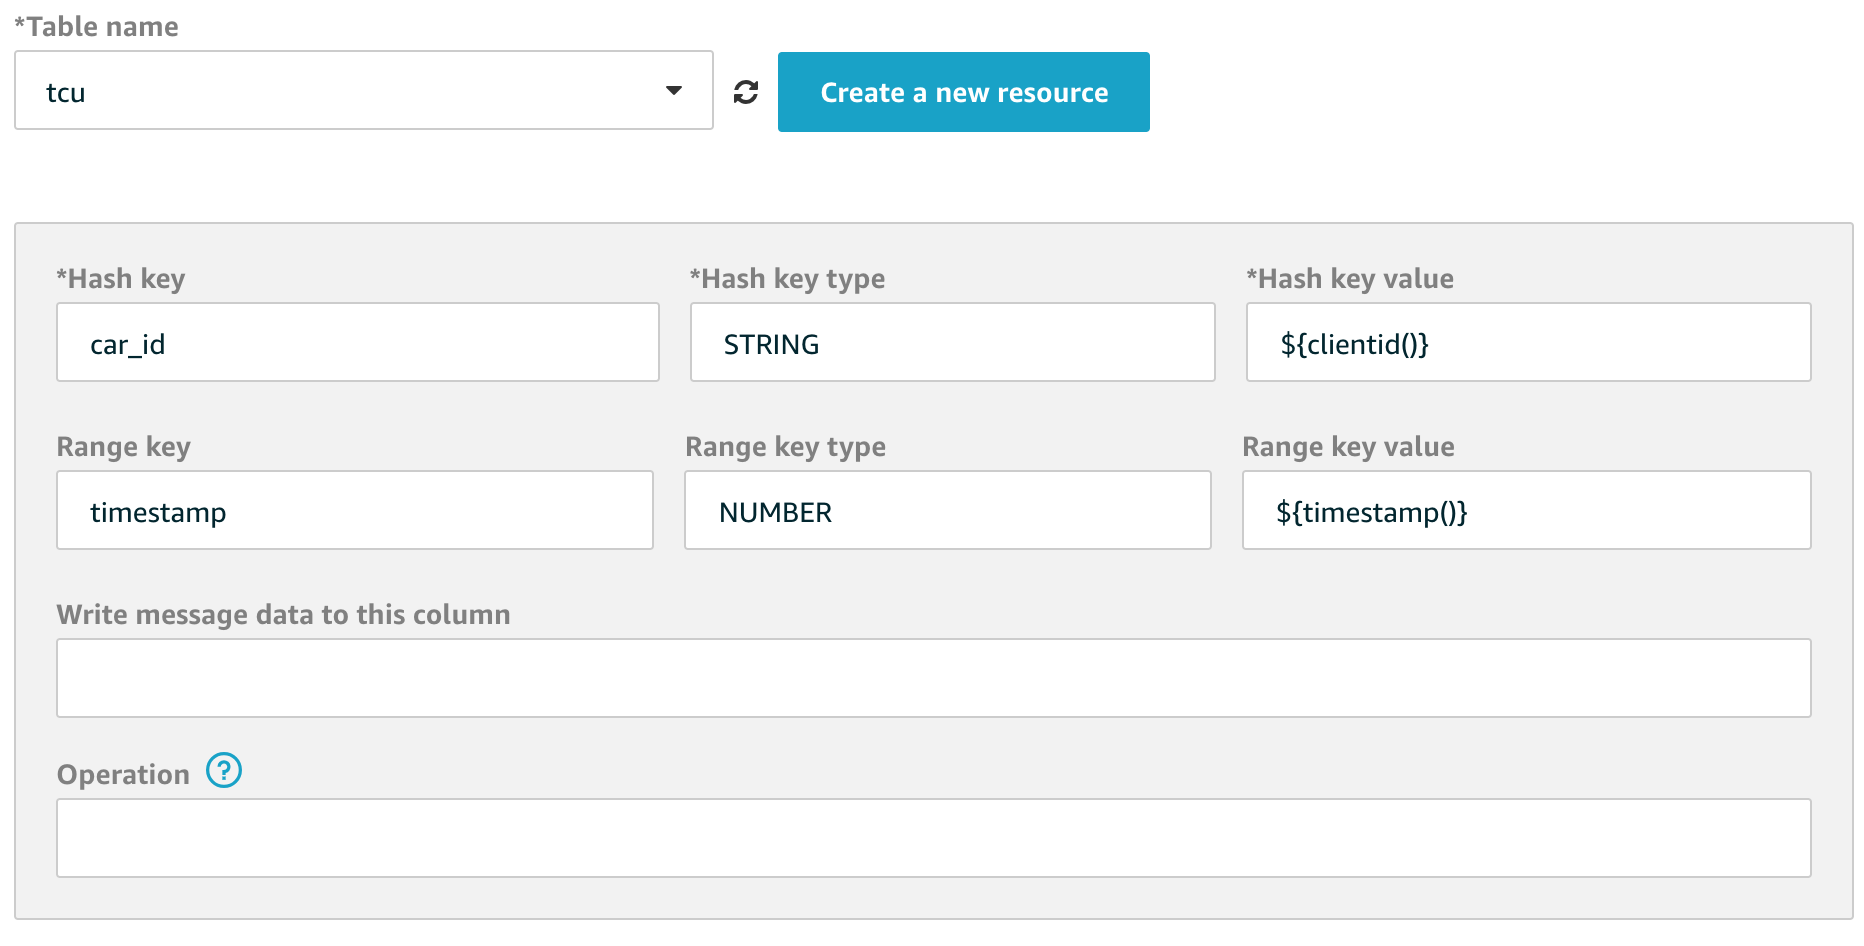 *Table name
tcu
Create a new resource
*Hash key *Hash key type *Hash key value
car_id STRING ${clientid()}
Range key Range key type Range key value
timestamp NUMBER ${timestamp()}
Write message data to this column
Operation ?